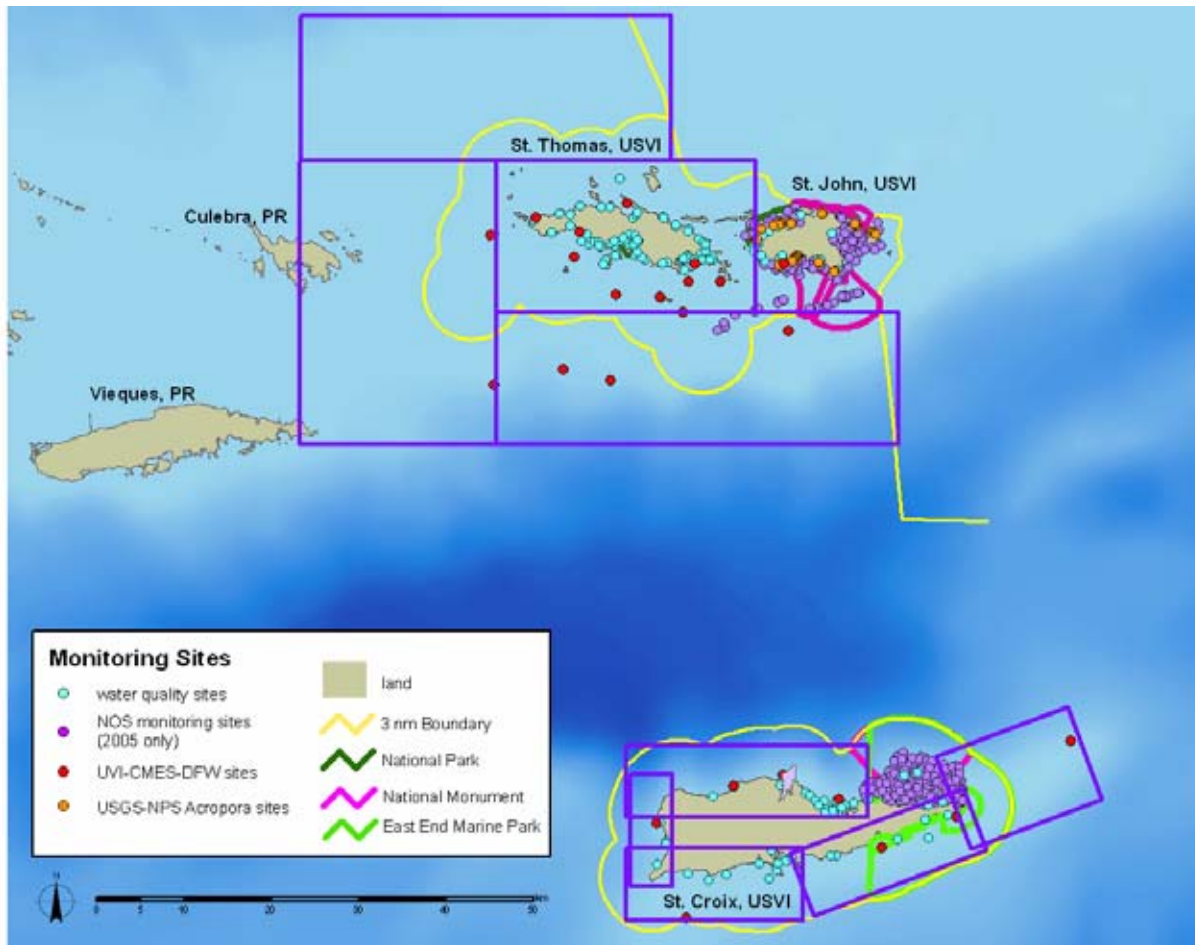 St. Thomas, USVI
St. John, USVI
Culebra, PR
Vieques, PR
Monitoring Sites
water quality sites
NOS monitoring sites
(2005 only)
UVI-CMES-DFW sites
USGS-NPS Acropora sites
land
3 nm Boundary
National Park
National Monument
East End Marine Park
N
0 5 10 20 30 40 50
St. Croix, USVI